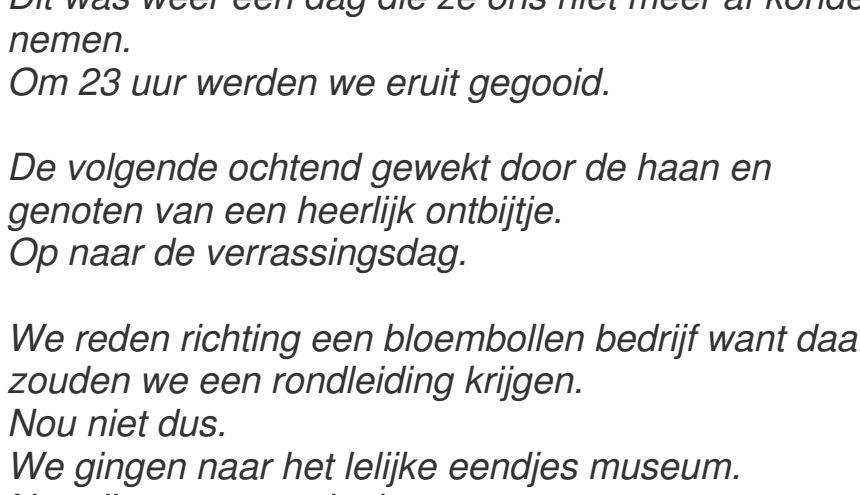 Dit was weer een dag die ze ons niet meer af
nemen.
Om 23 uur werden we eruit gegooid.
De volgende ochtend gewekt door de haan en
genoten van een heerlijk ontbijtje.
Op naar de verrassingsdag.
We reden richting een bloembollen bedrijf want
zouden we een rondleiding krijgen.
Nou niet dus.
We gingen naar het lelijke eendjes museum.